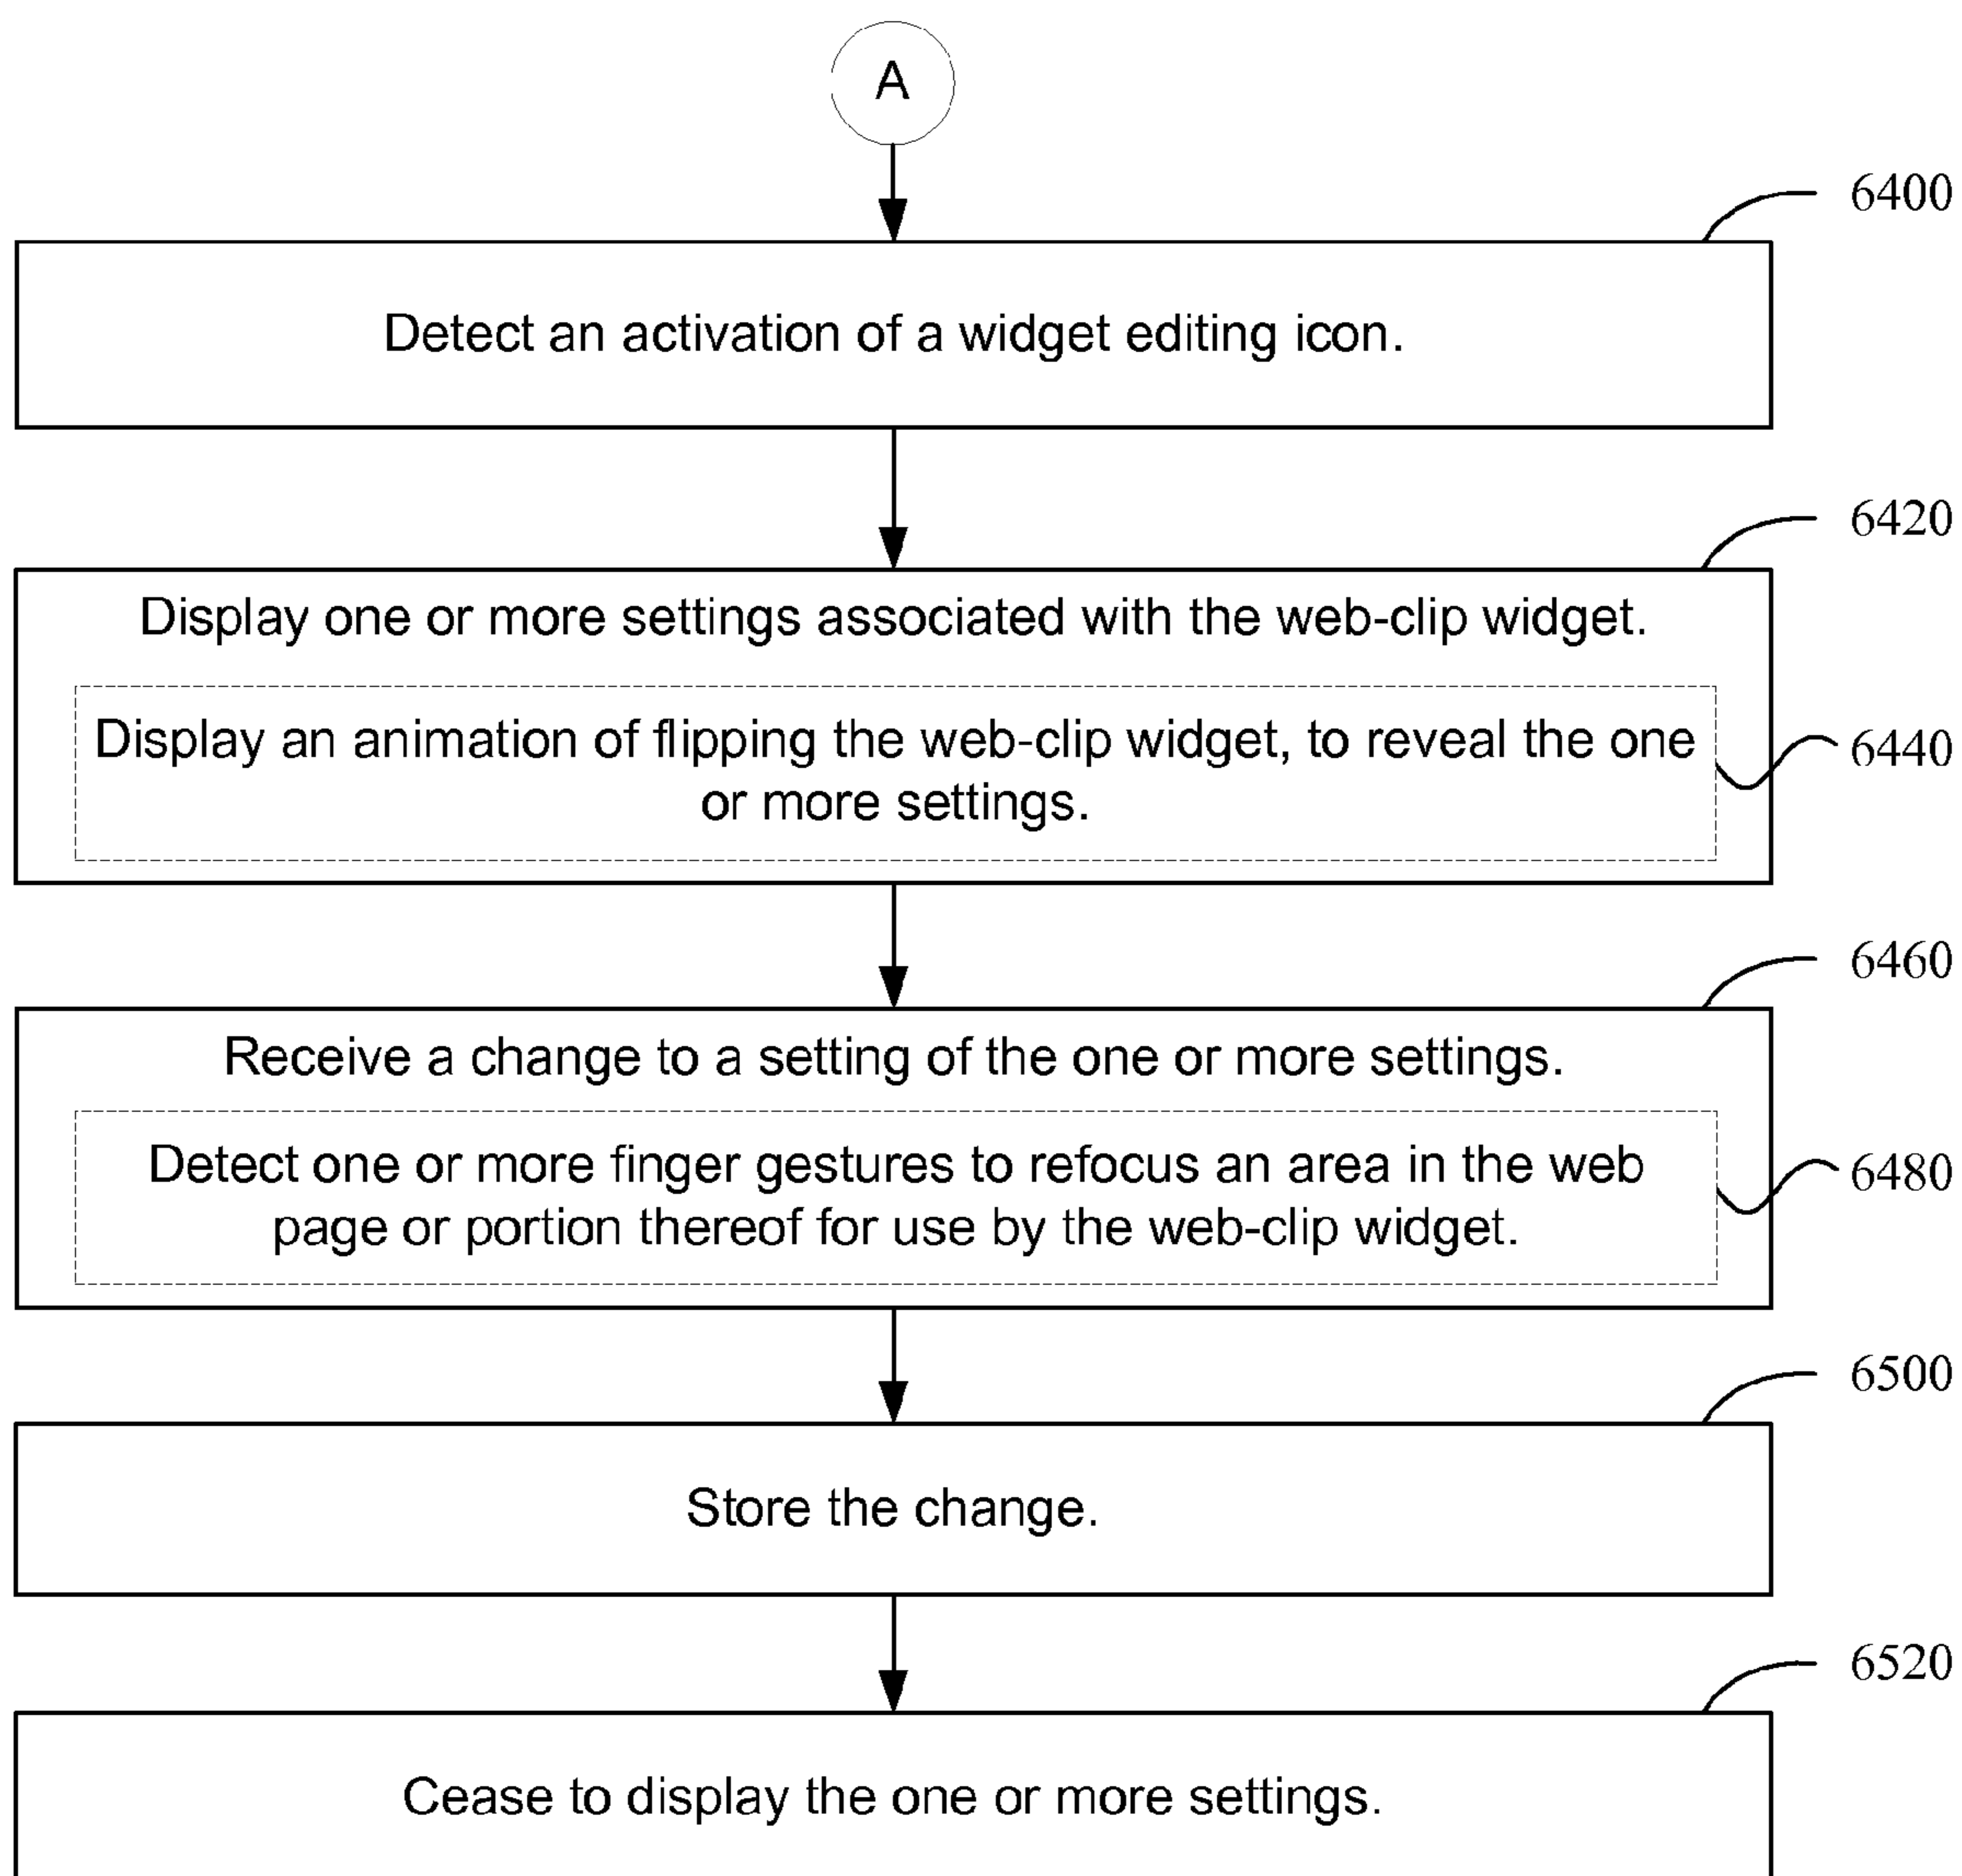 A
6400
Detect an activation of a widget editing icon.
6420
Display one or more settings associated with the web-clip widget.
Display an animation of flipping the web-clip widget, to reveal the one
or more settings.
6440
6460
Receive a change to a setting of the one or more settings.
Detect one or more finger gestures to refocus an area in the web
page or portion thereof for use by the web-clip widget.
6480
6500
Store the change.
6520
Cease to display the one or more settings.